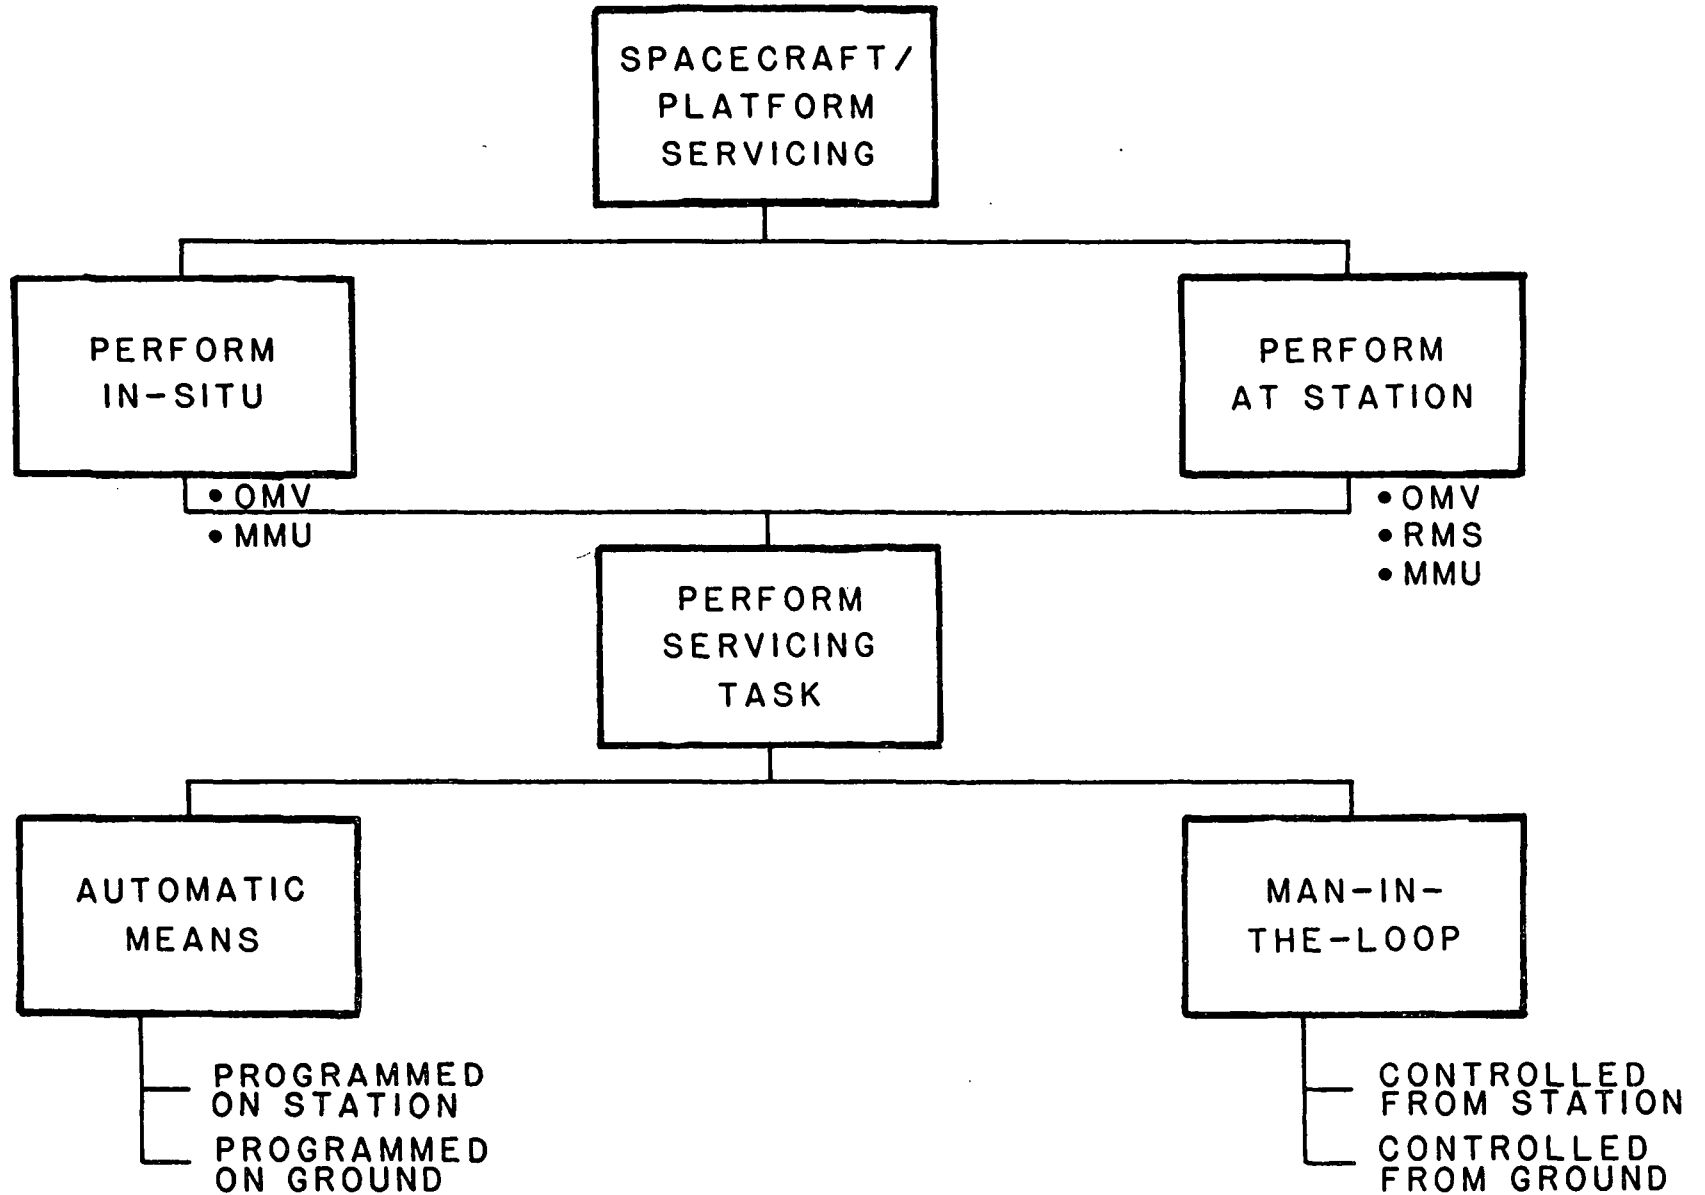 SPACECRAFT/
PLATFORM
SERVICING
PERFORM
IN-SITU
PERFORM
AT STATION
• OMV
• MMU
• OMV
• RMS
• MMU
PERFORM
SERVICING
TASK
AUTOMATIC
MEANS
MAN-IN-
THE-LOOP
PROGRAMMED
ON STATION
PROGRAMMED
ON GROUND
CONTROLLED
FROM STATION
CONTROLLED
FROM GROUND